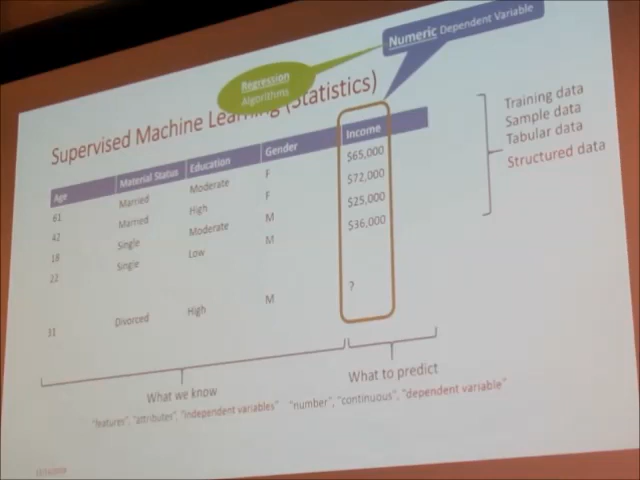 Numeric Dependent Variable
Regression
Algorithms
Supervised Machine Learning (Statistics)
Age Material Status Education Gender Income
61 Married Moderate F $65,000
42 Married High F $72,000
18 Single Moderate M $25,000
22 Single Low M $36,000
31 Divorced High M ?
Training data
Sample data
Tabular data
Structured data
What we know
What to predict
"features", "attributes", "independent variables"
"number", "continuous", "dependent variable"